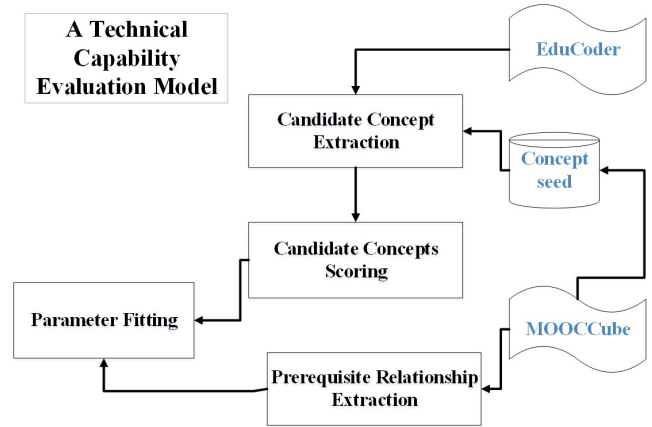 A Technical
Capability
Evaluation Model
EduCoder
Candidate Concept
Extraction
Concept
seed
Candidate Concepts
Scoring
Parameter Fitting
MOOCCube
Prerequisite Relationship
Extraction